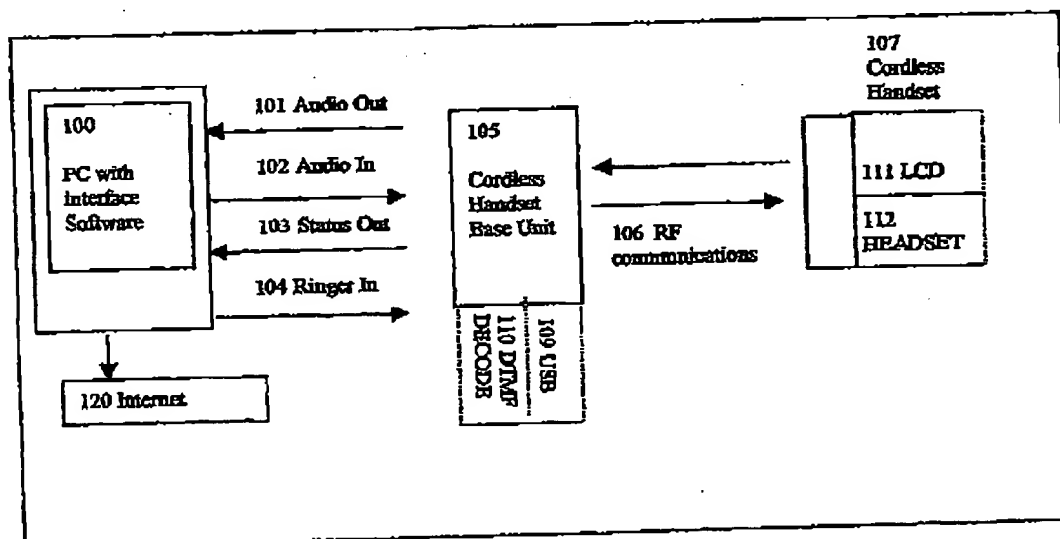 107
Cordless
Handset
101 Audio Out
100
PC with
interface
Software
102 Audio In
103 Status Out
104 Ringer In
105
Cordless
Handset
Base Unit
106 RF
communications
111 LCD
112
HEADSET
109 USB
110 DTMF
DECODE
120 Internet